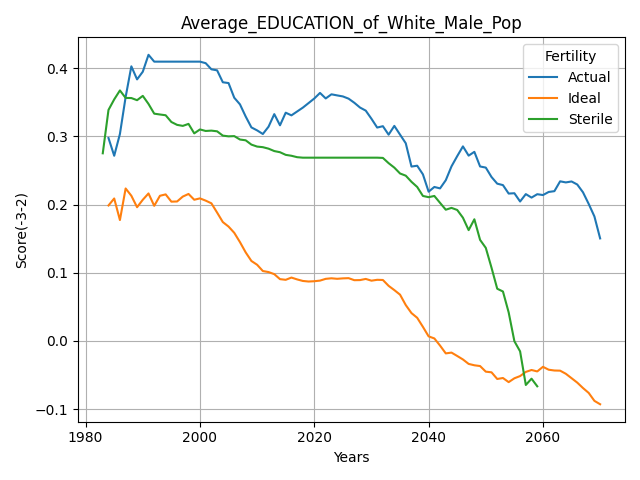 Average_EDUCATION_of_White_Male_Pop
Fertility
Actual
Ideal
Sterile
Score(-3-2)
0.4
0.3
0.2
0.1
0.0
−0.1
1980
2000
2020
2040
2060
Years